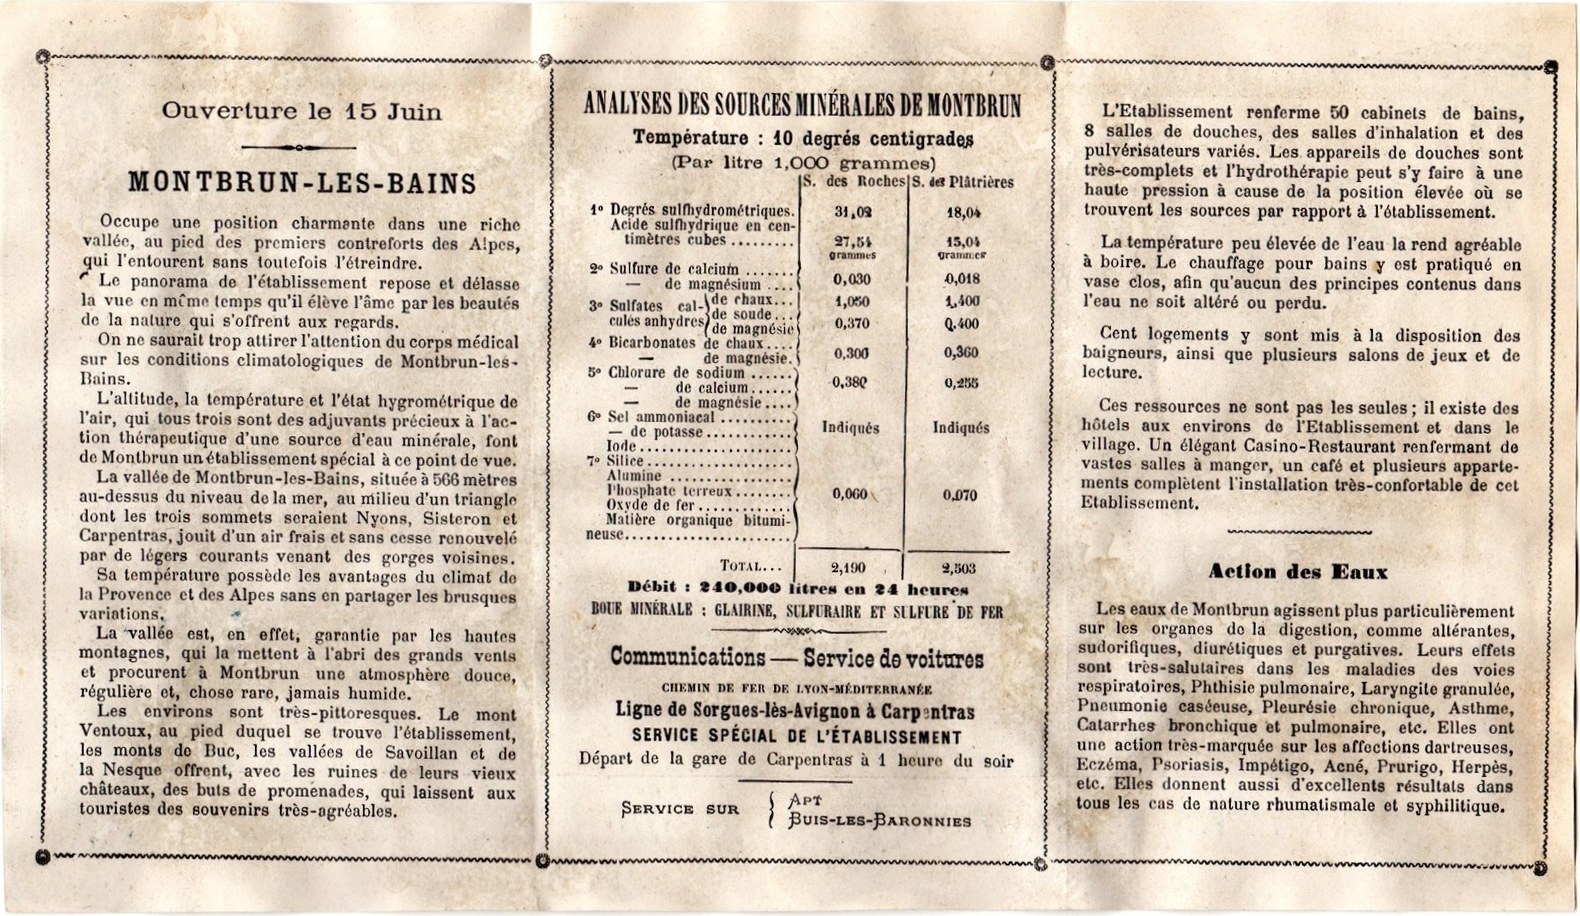 Ouverture le 15 Juin
MONTBRUN-LES-BAINS
Occupe une position charmante dans une riche
vallée, au pied des premiers contreforts des Alpes,
qui l'entourent sans toutefois l'étreindre.
Le panorama de l'établissement repose et délasse
la vue en même temps qu'il élève l'âme par les beautés
de la nature qui s'offrent aux regards.
On ne saurait trop attirer l'attention du corps médical
sur les conditions climatologiques de Montbrun-les-
Bains.
L'altitude, la température et l'état hygrométrique de
l'air, qui tous trois sont des adjuvants précieux à l'ac-
tion thérapeutique d'une source d'eau minérale, font
de Montbrun un établissement spécial à ce point de vue.
La vallée de Montbrun-les-Bains, située à 566 mètres
au-dessus du niveau de la mer, au milieu d'un triangle
dont les trois sommets seraient Nyons, Sisteron et
Carpentras, jouit d'un air frais et sans cesse renouvelé
par de légers courants venant des gorges voisines.
Sa température possède les avantages du climat de
la Provence et des Alpes sans en partager les brusques
variations.
La vallée est, en effet, garantie par les hautes
montagnes, qui la mettent à l'abri des grands vents
et procurent à Montbrun une atmosphère douce,
régulière et, chose rare, jamais humide.
Les environs sont très-pittoresques. Le mont
Ventoux, au pied duquel se trouve l'établissement,
les monts de Buc, les vallées de Savoillan et de
la Nesque offrent, avec les ruines de leurs vieux
châteaux, des buts de promenades, qui laissent aux
touristes des souvenirs très-agréables.
ANALYSES DES SOURCES MINÉRALES DE MONTBRUN
Température : 10 degrés centigrades
(Par litre 1,000 grammes)
S. des Roches S. des Plâtrières
1º Degrés sulfhydrométriques. 31,02 18,04
Acide sulfhydrique en cen-
timètres cubes ......... 27,54 15,04
grammes grammes
2º Sulfure de calcium .......
— de magnésium .... 0,030 0,018
3º Sulfates cal- de chaux... 1,050 1,400
cules anhydres de soude... 0,370 0,400
de magnésie
4º Bicarbonates de chaux....
— de magnésie. 0,300 0,360
5º Chlorure de sodium ......
— de calcium...... 0,380 0,255
— de magnésie ....
6º Sel ammoniacal ..........
— de potasse............ Indiqués Indiqués
Iode......................
7º Silice.....................
Alumine ..................
Phosphate terreux........ 0,060 0,070
Oxyde de fer.............
Matière organique bitumi-
neuse.......................
TOTAL... 2,190 2,503
Débit : 240,000 litres en 24 heures
BOUE MINÉRALE : GLAIRINE, SULFURAIRE ET SULFURE DE FER
Communications — Service de voitures
CHEMIN DE FER DE LYON-MÉDITERRANÉE
Ligne de Sorgues-lès-Avignon à Carpentras
SERVICE SPÉCIAL DE L'ÉTABLISSEMENT
Départ de la gare de Carpentras à 1 heure du soir
SERVICE SUR APT
BUIS-LES-BARONNIES
L'Etablissement renferme 50 cabinets de bains,
8 salles de douches, des salles d'inhalation et des
pulvérisateurs variés. Les appareils de douches sont
très-complets et l'hydrothérapie peut s'y faire à une
haute pression à cause de la position élevée où se
trouvent les sources par rapport à l'établissement.
La température peu élevée de l'eau la rend agréable
à boire. Le chauffage pour bains y est pratiqué en
vase clos, afin qu'aucun des principes contenus dans
l'eau ne soit altéré ou perdu.
Cent logements y sont mis à la disposition des
baigneurs, ainsi que plusieurs salons de jeux et de
lecture.
Ces ressources ne sont pas les seules ; il existe des
hôtels aux environs de l'Etablissement et dans le
village. Un élégant Casino-Restaurant renfermant de
vastes salles à manger, un café et plusieurs apparte-
ments complètent l'installation très-confortable de cet
Etablissement.
Action des Eaux
Les eaux de Montbrun agissent plus particulièrement
sur les organes de la digestion, comme altérantes,
sudorifiques, diurétiques et purgatives. Leurs effets
sont très-salutaires dans les maladies des voies
respiratoires, Phthisie pulmonaire, Laryngite granulée,
Pneumonie caséeuse, Pleurésie chronique, Asthme,
Catarrhes bronchique et pulmonaire, etc. Elles ont
une action très-marquée sur les affections dartreuses,
Eczéma, Psoriasis, Impétigo, Acné, Prurigo, Herpès,
etc. Elles donnent aussi d'excellents résultats dans
tous les cas de nature rhumatismale et syphilitique.